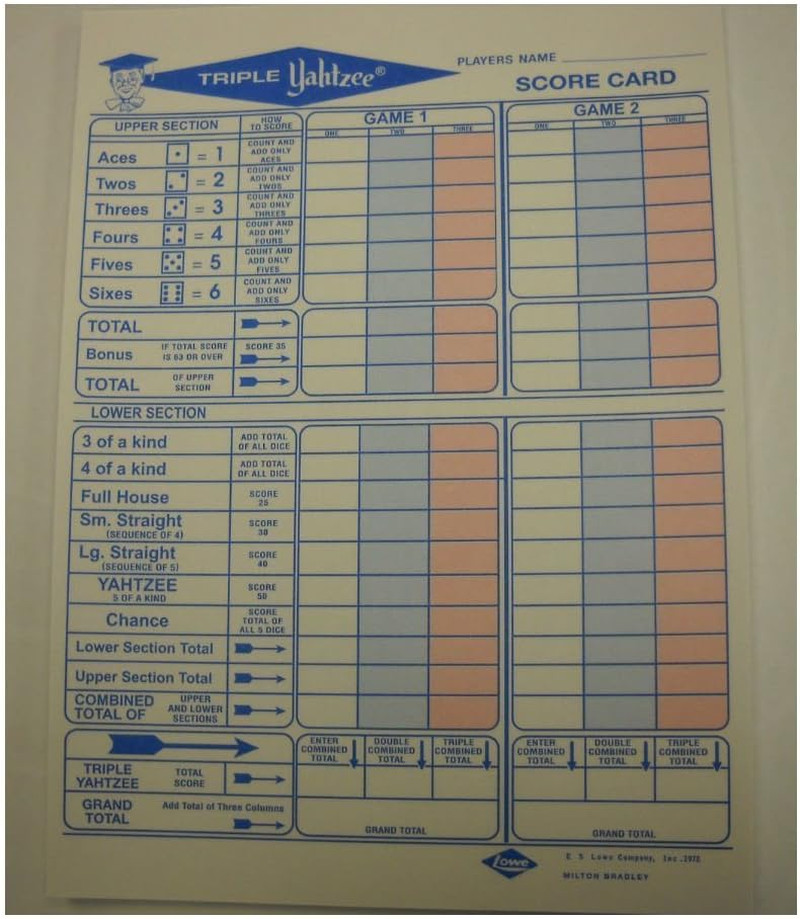 TRIPLE Yahtzee®
PLAYERS NAME
SCORE CARD
UPPER SECTION
HOW TO SCORE
GAME 1
ONE TWO THREE
GAME 2
ONE TWO THREE
Aces = 1
COUNT AND ADD ONLY ACES
Twos = 2
COUNT AND ADD ONLY TWOS
Threes = 3
COUNT AND ADD ONLY THREES
Fours = 4
COUNT AND ADD ONLY FOURS
Fives = 5
COUNT AND ADD ONLY FIVES
Sixes = 6
COUNT AND ADD ONLY SIXES
TOTAL
Bonus
IF TOTAL SCORE IS 63 OR OVER
SCORE 35
TOTAL
OF UPPER SECTION
LOWER SECTION
3 of a kind
ADD TOTAL OF ALL DICE
4 of a kind
ADD TOTAL OF ALL DICE
Full House
SCORE 25
Sm. Straight
(SEQUENCE OF 4)
SCORE 30
Lg. Straight
(SEQUENCE OF 5)
SCORE 40
YAHTZEE
5 OF A KIND
SCORE 50
Chance
SCORE TOTAL OF ALL 5 DICE
Lower Section Total
Upper Section Total
COMBINED TOTAL OF
UPPER AND LOWER SECTIONS
ENTER COMBINED TOTAL
DOUBLE COMBINED TOTAL
TRIPLE COMBINED TOTAL
ENTER COMBINED TOTAL
DOUBLE COMBINED TOTAL
TRIPLE COMBINED TOTAL
TRIPLE YAHTZEE
TOTAL SCORE
GRAND TOTAL
Add Total of Three Columns
GRAND TOTAL
GRAND TOTAL
Lowe
E S Lowe Company, Inc. 1972
MILTON BRADLEY